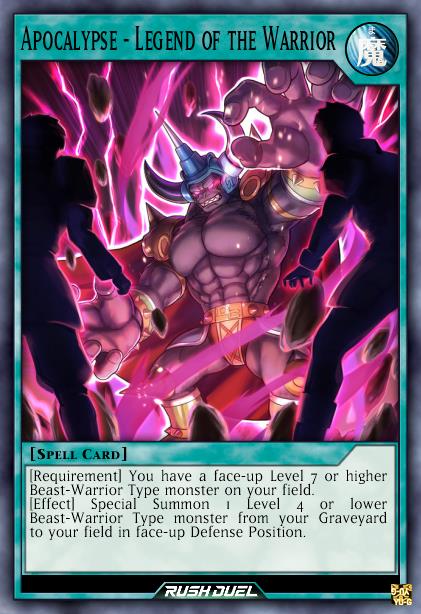 Apocalypse - Legend of the Warrior
ま
魔
[Spell Card]
[Requirement] You have a face-up Level 7 or higher
Beast-Warrior Type monster on your field.
[Effect] Special Summon 1 Level 4 or lower
Beast-Warrior Type monster from your Graveyard
to your field in face-up Defense Position.
RUSH DUEL